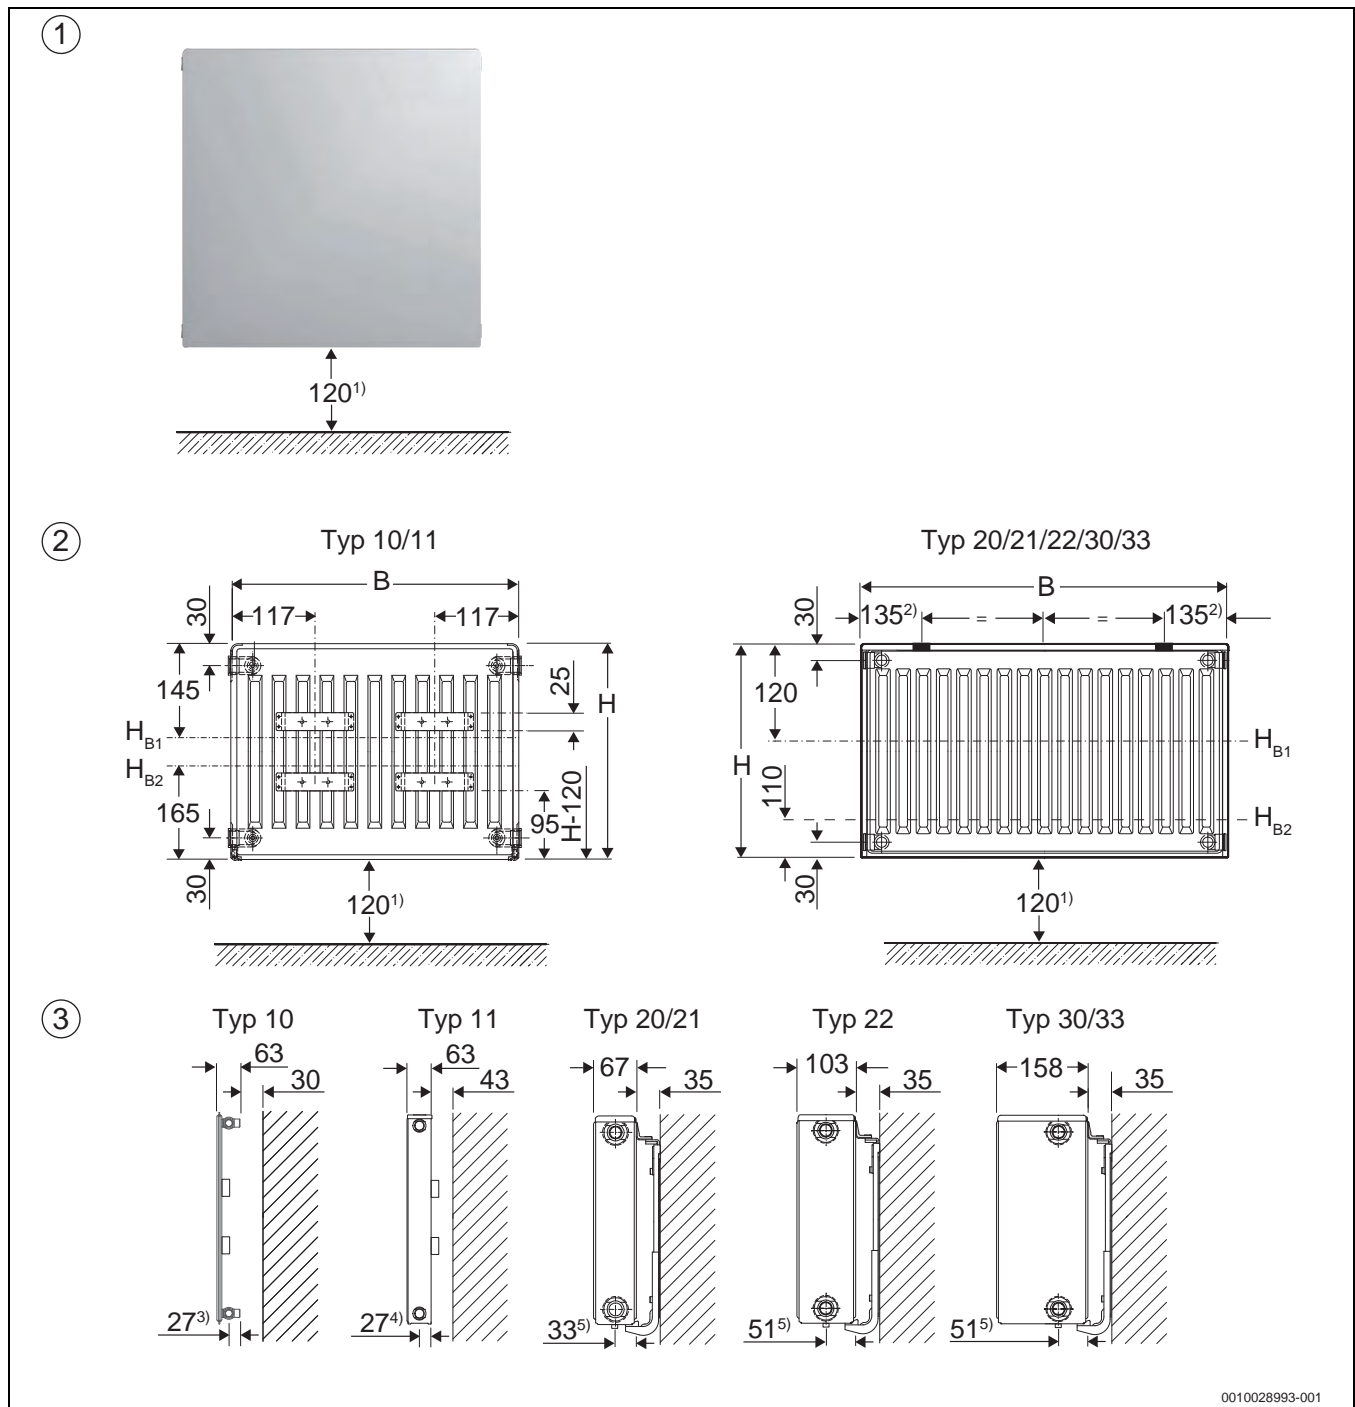 1
120¹⁾
2
Typ 10/11
Typ 20/21/22/30/33
B
30
117
117
145
H_B1
H_B2
165
30
25
H
95
H-120
120¹⁾
B
30
135²⁾
=
=
135²⁾
120
H
110
30
H_B1
H_B2
120¹⁾
3
Typ 10
Typ 11
Typ 20/21
Typ 22
Typ 30/33
63
30
63
43
67
35
103
35
158
35
27³⁾
27⁴⁾
33⁵⁾
51⁵⁾
51⁵⁾
0010028993-001